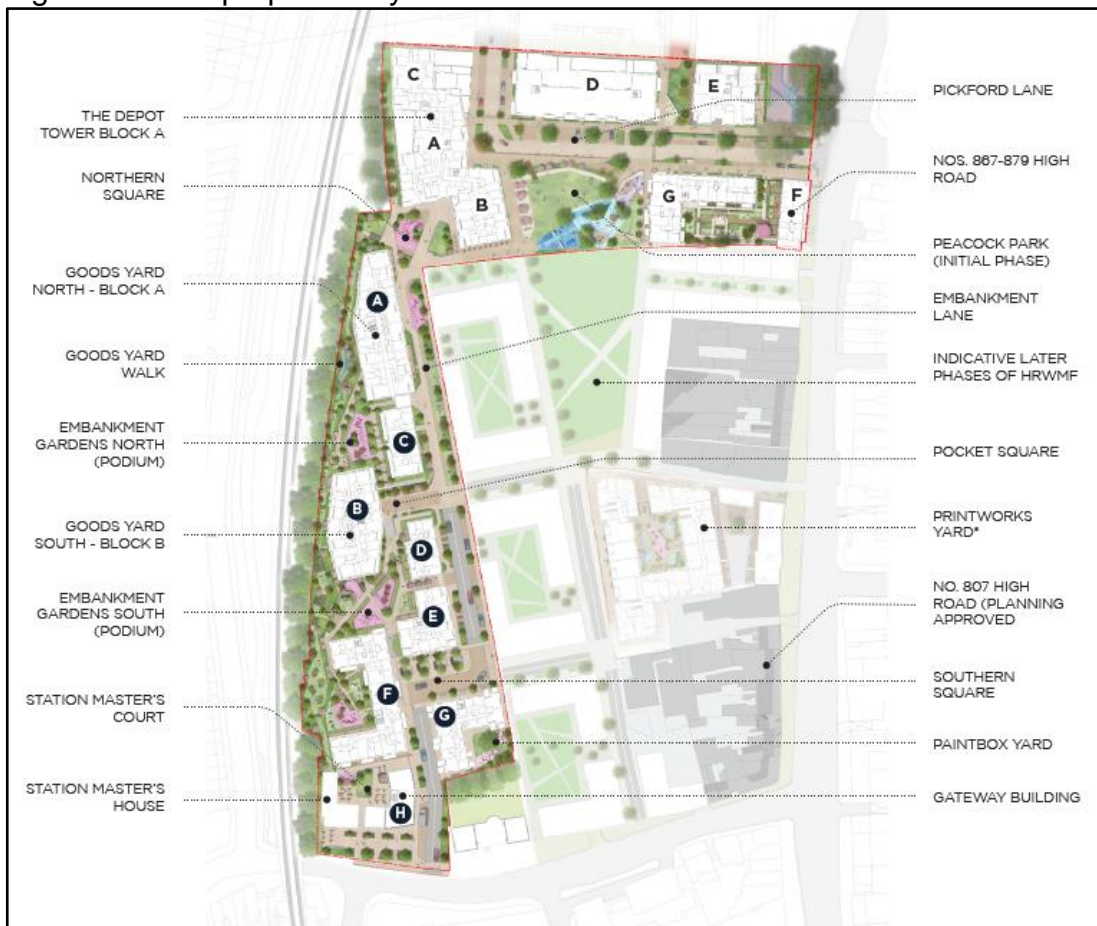 THE DEPOT
TOWER BLOCK A
NORTHERN
SQUARE
GOODS YARD
NORTH - BLOCK A
GOODS YARD
WALK
EMBANKMENT
GARDENS NORTH
(PODIUM)
GOODS YARD
SOUTH - BLOCK B
EMBANKMENT
GARDENS SOUTH
(PODIUM)
STATION MASTER'S
COURT
STATION MASTER'S
HOUSE
C
D
E
A
B
G
F
A
C
B
D
E
F
G
H
PICKFORD LANE
NOS. 867-879 HIGH
ROAD
PEACOCK PARK
(INITIAL PHASE)
EMBANKMENT
LANE
INDICATIVE LATER
PHASES OF HRWMF
POCKET SQUARE
PRINTWORKS
YARD*
NO. 807 HIGH
ROAD (PLANNING
APPROVED
SOUTHERN
SQUARE
PAINTBOX YARD
GATEWAY BUILDING